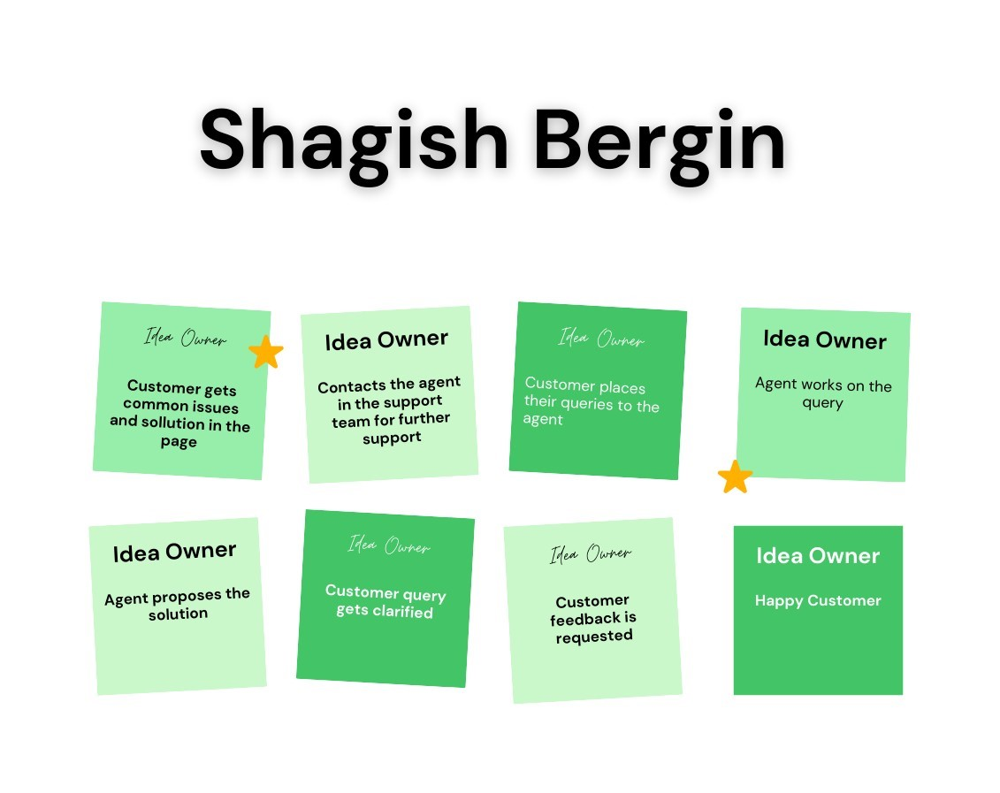 Shagish Bergin
Idea Owner
Customer gets
common issues
and sollution in the
page
Idea Owner
Contacts the agent
in the support
team for further
support
Idea Owner
Customer places
their queries to the
agent
Idea Owner
Agent works on the
query
Idea Owner
Agent proposes the
solution
Idea Owner
Customer query
gets clarified
Idea Owner
Customer
feedback is
requested
Idea Owner
Happy Customer